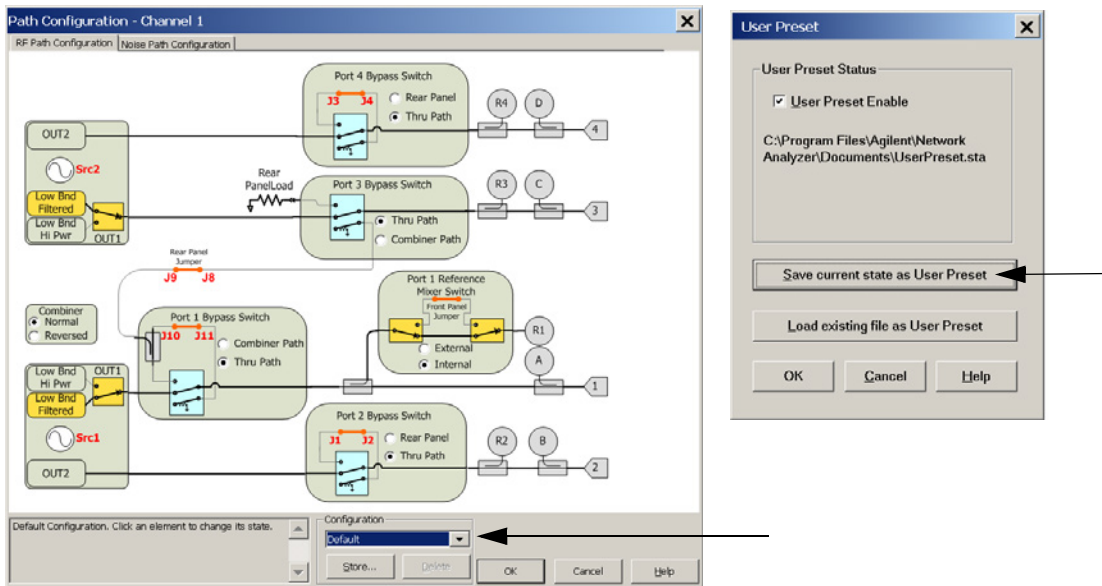 Path Configuration - Channel 1
RF Path Configuration
Noise Path Configuration
Port 4 Bypass Switch
J3
J4
Rear Panel
Thru Path
R4
D
4
OUT2
Src2
Low Bnd
Filtered
Low Bnd
Hi Pwr
OUT1
Rear
PanelLoad
Port 3 Bypass Switch
Thru Path
Combiner Path
R3
C
3
Rear Panel
Jumper
J9
J8
Port 1 Reference
Mixer Switch
Front Panel
Jumper
External
Internal
R1
A
1
Combiner
Normal
Reversed
Port 1 Bypass Switch
J10
J11
Combiner Path
Thru Path
Low Bnd
Hi Pwr
OUT1
Low Bnd
Filtered
Src1
OUT2
Port 2 Bypass Switch
J1
J2
Rear Panel
Thru Path
R2
B
2
Default Configuration. Click an element to change its state.
Configuration
Default
Store...
Delete
OK
Cancel
Help
User Preset
User Preset Status
User Preset Enable
C:\Program Files\Agilent\Network
Analyzer\Documents\UserPreset.sta
Save current state as User Preset
Load existing file as User Preset
OK
Cancel
Help